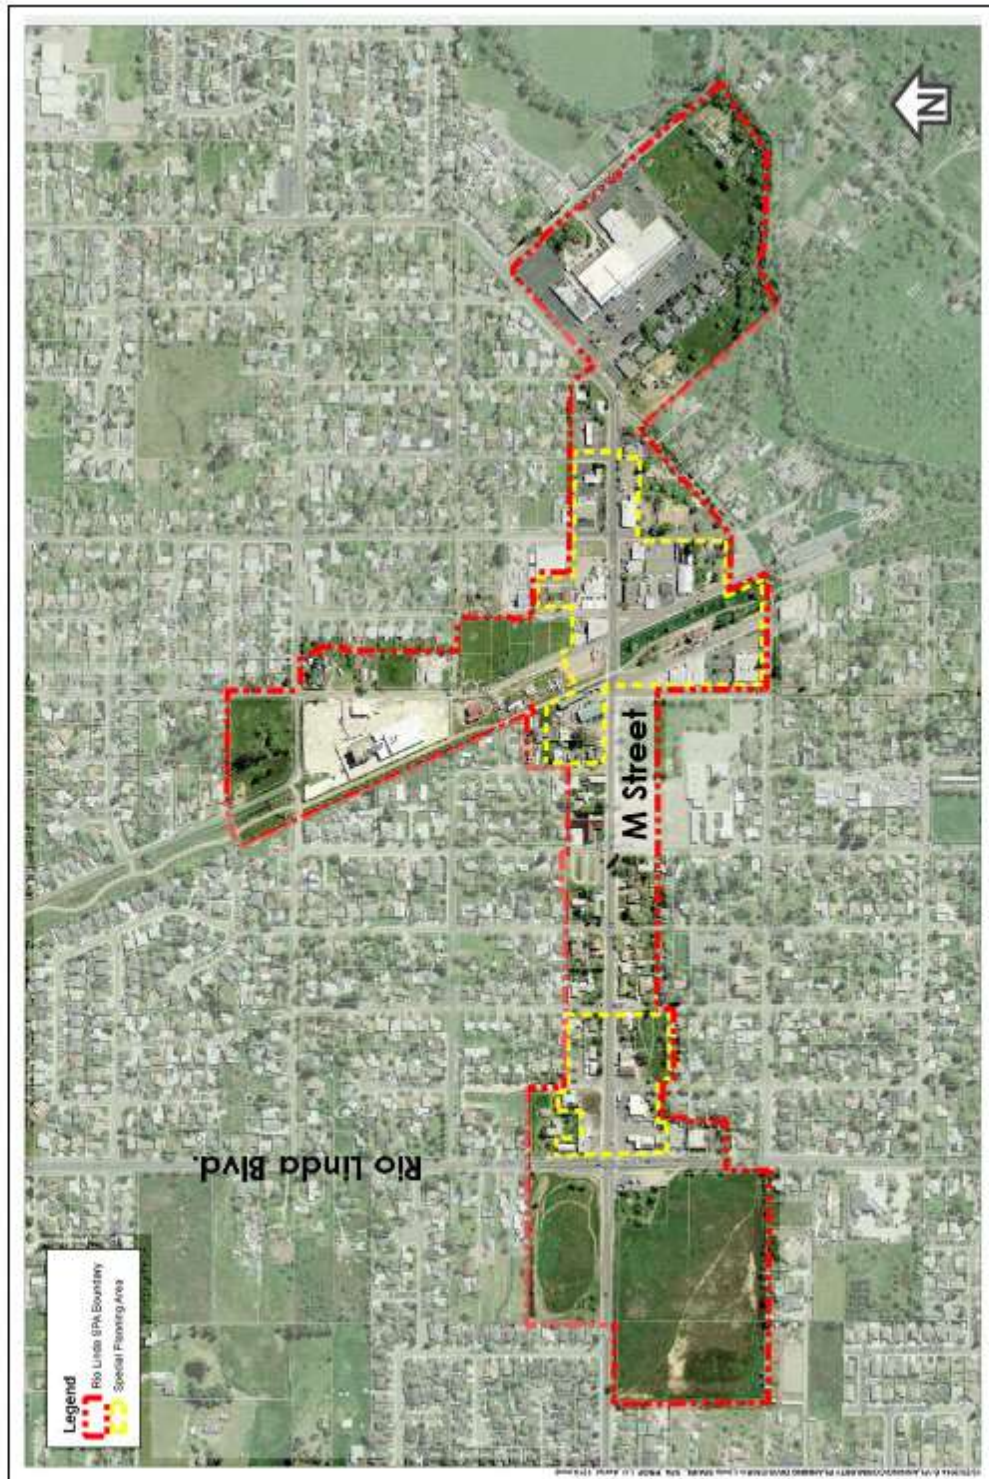 N
M Street
Rio Linda Blvd.
Legend
Rio Linda SPA Boundary
Special Planning Area